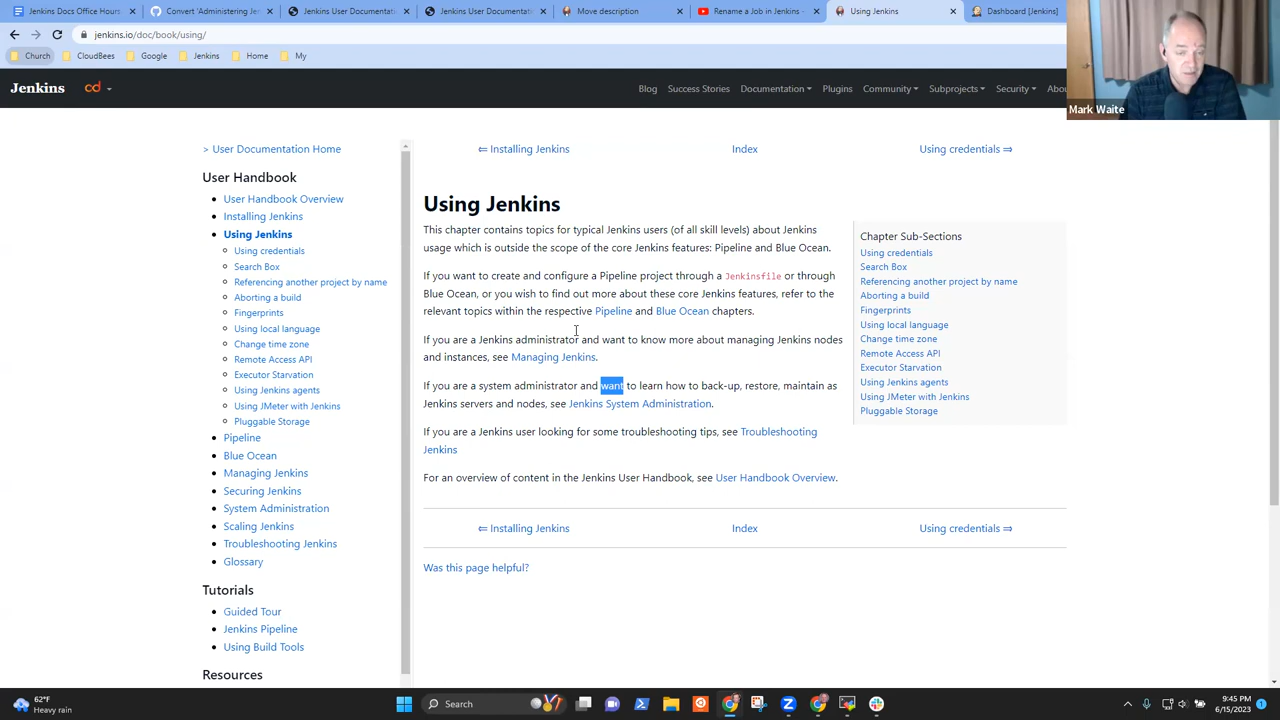 Jenkins Docs Office Hours
Convert 'Administering Je
Jenkins User Documentat
Jenkins User Documentat
Move description
Rename a Job in Jenkins -
Using Jenkins
Dashboard [Jenkins]
jenkins.io/doc/book/using/
Church CloudBees Google Jenkins Home My
Mark Waite
Jenkins cd Blog Success Stories Documentation Plugins Community Subprojects Security Abou
> User Documentation Home
User Handbook
User Handbook Overview
Installing Jenkins
Using Jenkins
Using credentials
Search Box
Referencing another project by name
Aborting a build
Fingerprints
Using local language
Change time zone
Remote Access API
Executor Starvation
Using Jenkins agents
Using JMeter with Jenkins
Pluggable Storage
Pipeline
Blue Ocean
Managing Jenkins
Securing Jenkins
System Administration
Scaling Jenkins
Troubleshooting Jenkins
Glossary
Tutorials
Guided Tour
Jenkins Pipeline
Using Build Tools
Resources
⇐ Installing Jenkins Index Using credentials ⇒
Using Jenkins
This chapter contains topics for typical Jenkins users (of all skill levels) about Jenkins
usage which is outside the scope of the core Jenkins features: Pipeline and Blue Ocean.
If you want to create and configure a Pipeline project through a Jenkinsfile or through
Blue Ocean, or you wish to find out more about these core Jenkins features, refer to the
relevant topics within the respective Pipeline and Blue Ocean chapters.
If you are a Jenkins administrator and want to know more about managing Jenkins nodes
and instances, see Managing Jenkins.
If you are a system administrator and want to learn how to back-up, restore, maintain as
Jenkins servers and nodes, see Jenkins System Administration.
If you are a Jenkins user looking for some troubleshooting tips, see Troubleshooting
Jenkins
For an overview of content in the Jenkins User Handbook, see User Handbook Overview.
⇐ Installing Jenkins Index Using credentials ⇒
Was this page helpful?
Chapter Sub-Sections
Using credentials
Search Box
Referencing another project by name
Aborting a build
Fingerprints
Using local language
Change time zone
Remote Access API
Executor Starvation
Using Jenkins agents
Using JMeter with Jenkins
Pluggable Storage
62°F
Heavy rain
Search
9:45 PM
6/15/2023